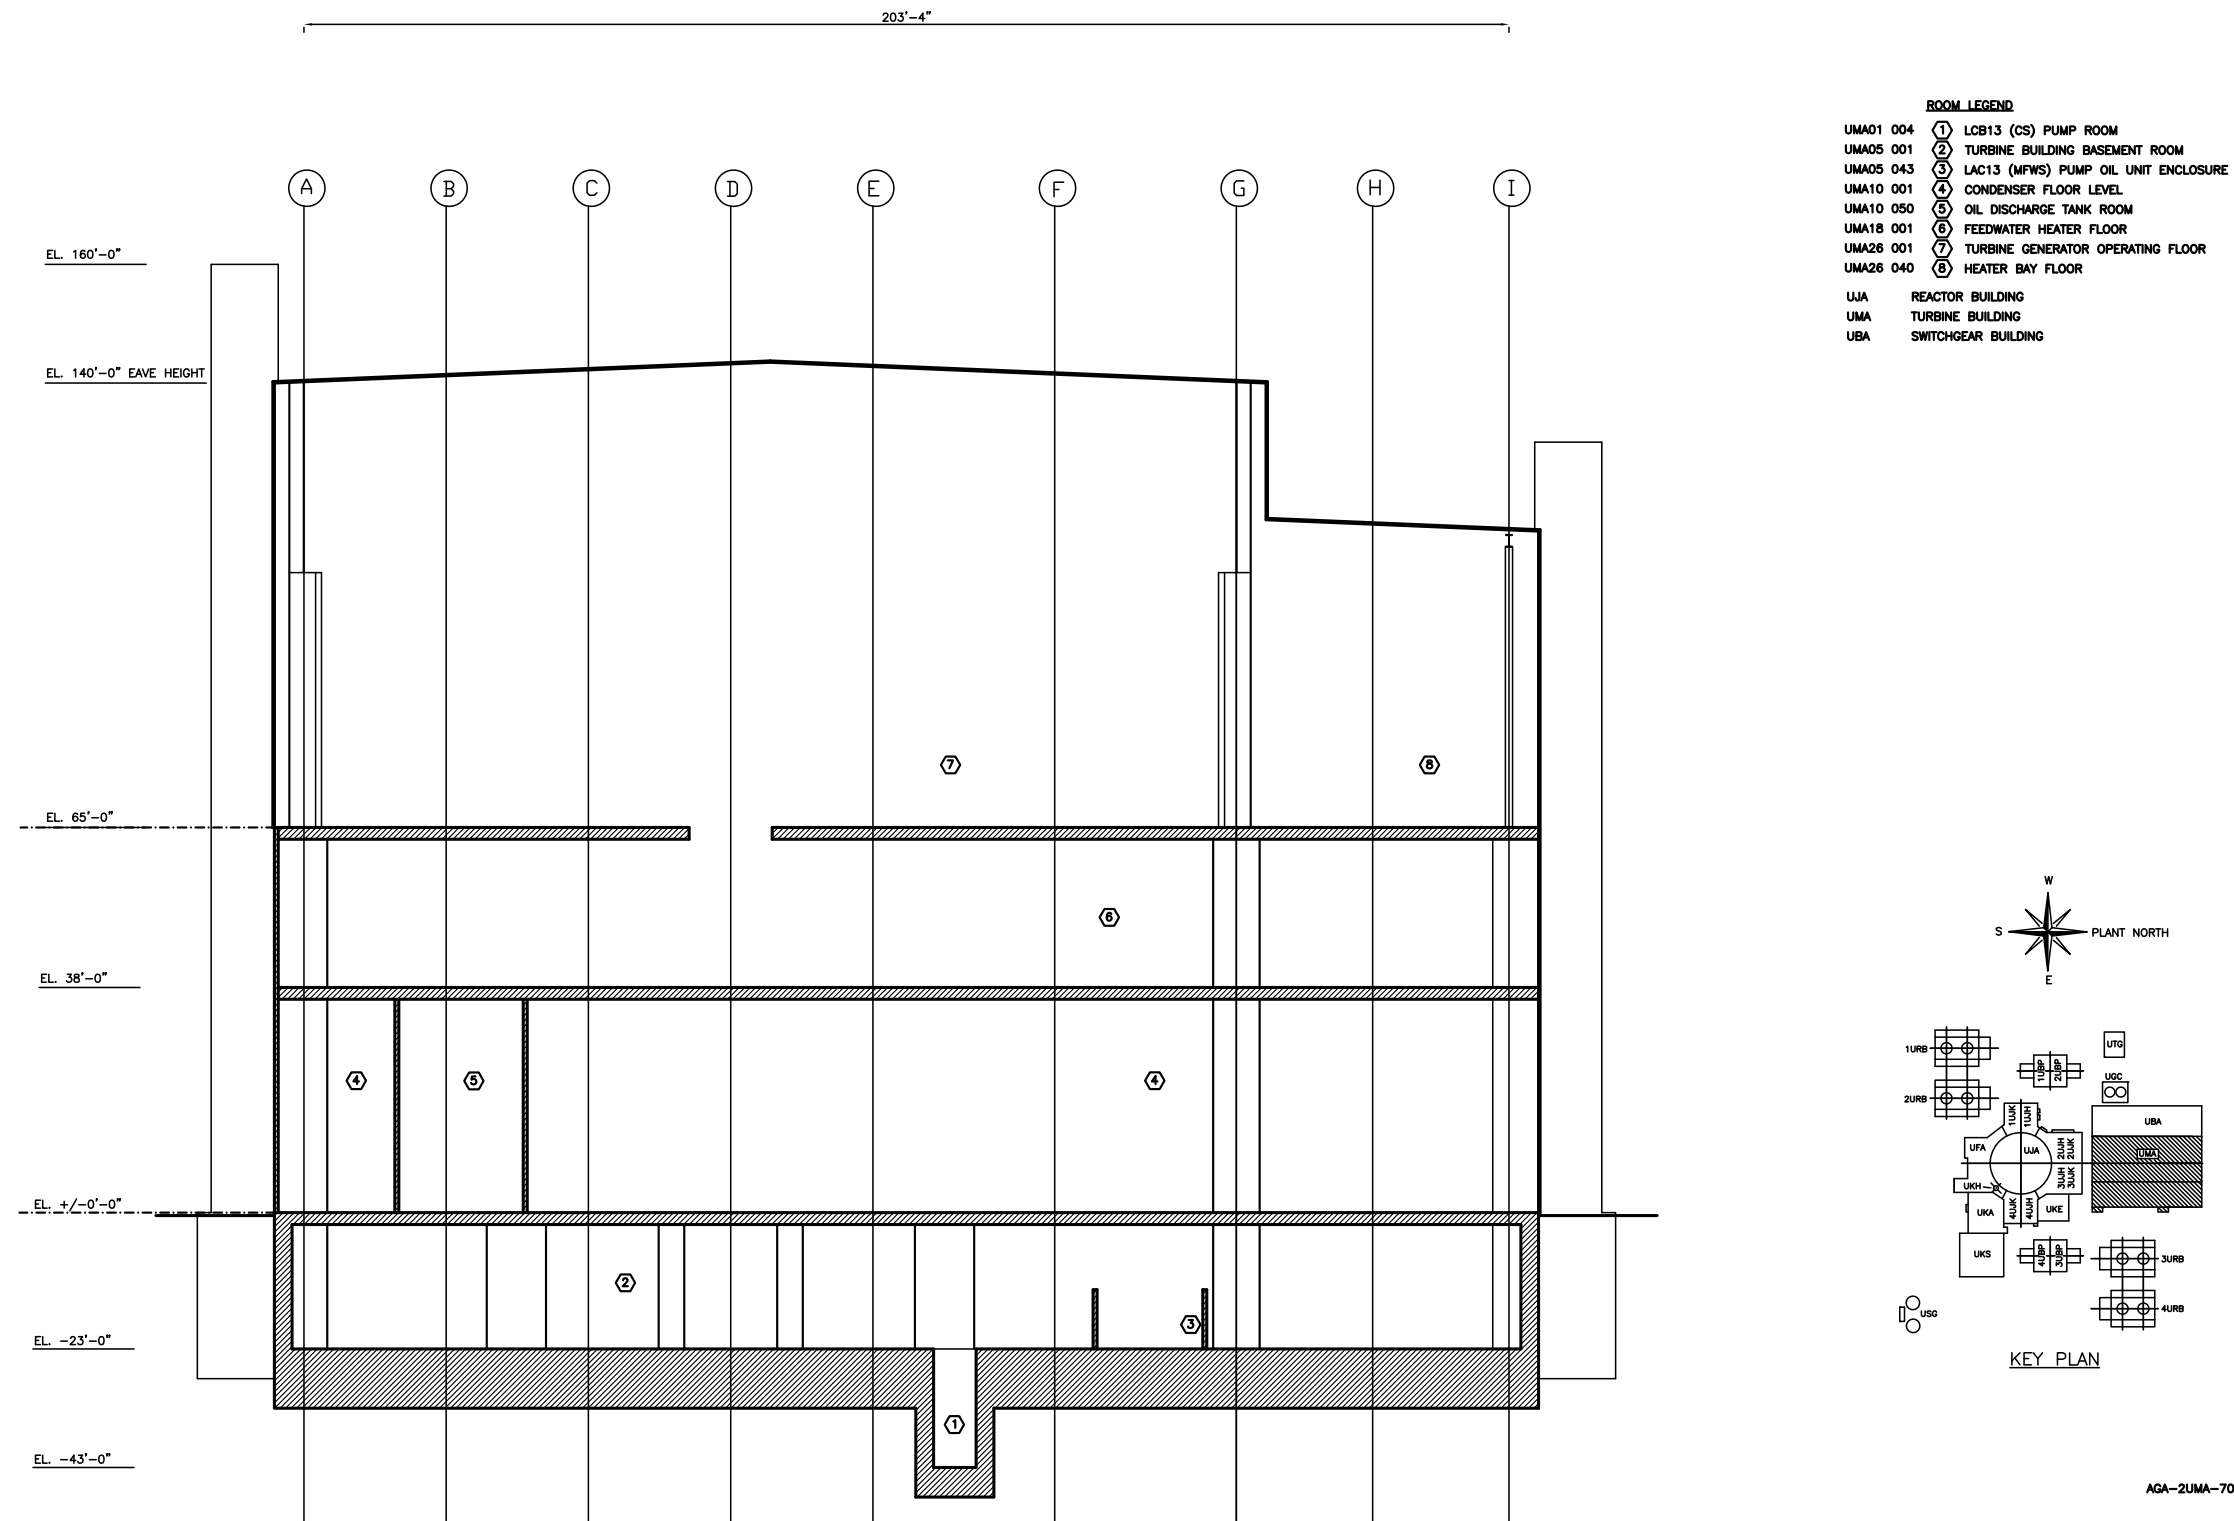 203'-4"
ROOM LEGEND
UMA01 004 1 LCB13 (CS) PUMP ROOM
UMA05 001 2 TURBINE BUILDING BASEMENT ROOM
UMA05 043 3 LAC13 (MFWS) PUMP OIL UNIT ENCLOSURE
UMA10 001 4 CONDENSER FLOOR LEVEL
UMA10 050 5 OIL DISCHARGE TANK ROOM
UMA18 001 6 FEEDWATER HEATER FLOOR
UMA26 001 7 TURBINE GENERATOR OPERATING FLOOR
UMA26 040 8 HEATER BAY FLOOR
UJA REACTOR BUILDING
UMA TURBINE BUILDING
UBA SWITCHGEAR BUILDING
A B C D E F G H I
EL. 160'-0"
EL. 140'-0" EAVE HEIGHT
7 8
EL. 65'-0"
6
EL. 38'-0"
4 5 4
EL. +/-0'-0"
2
3
EL. -23'-0"
1
EL. -43'-0"
W
S PLANT NORTH
E
1URB
2URB
1UBP 2UBP
UTG
UGC
1UJK 1UJH
UBA
UFA
UJA
2UJH 2UJK
UMA
3UJH 3UJK
UKH
UKA
4UJK 4UJH
UKE
UKS
4UBP 3UBP
3URB
4URB
USG
KEY PLAN
AGA-2UMA-70